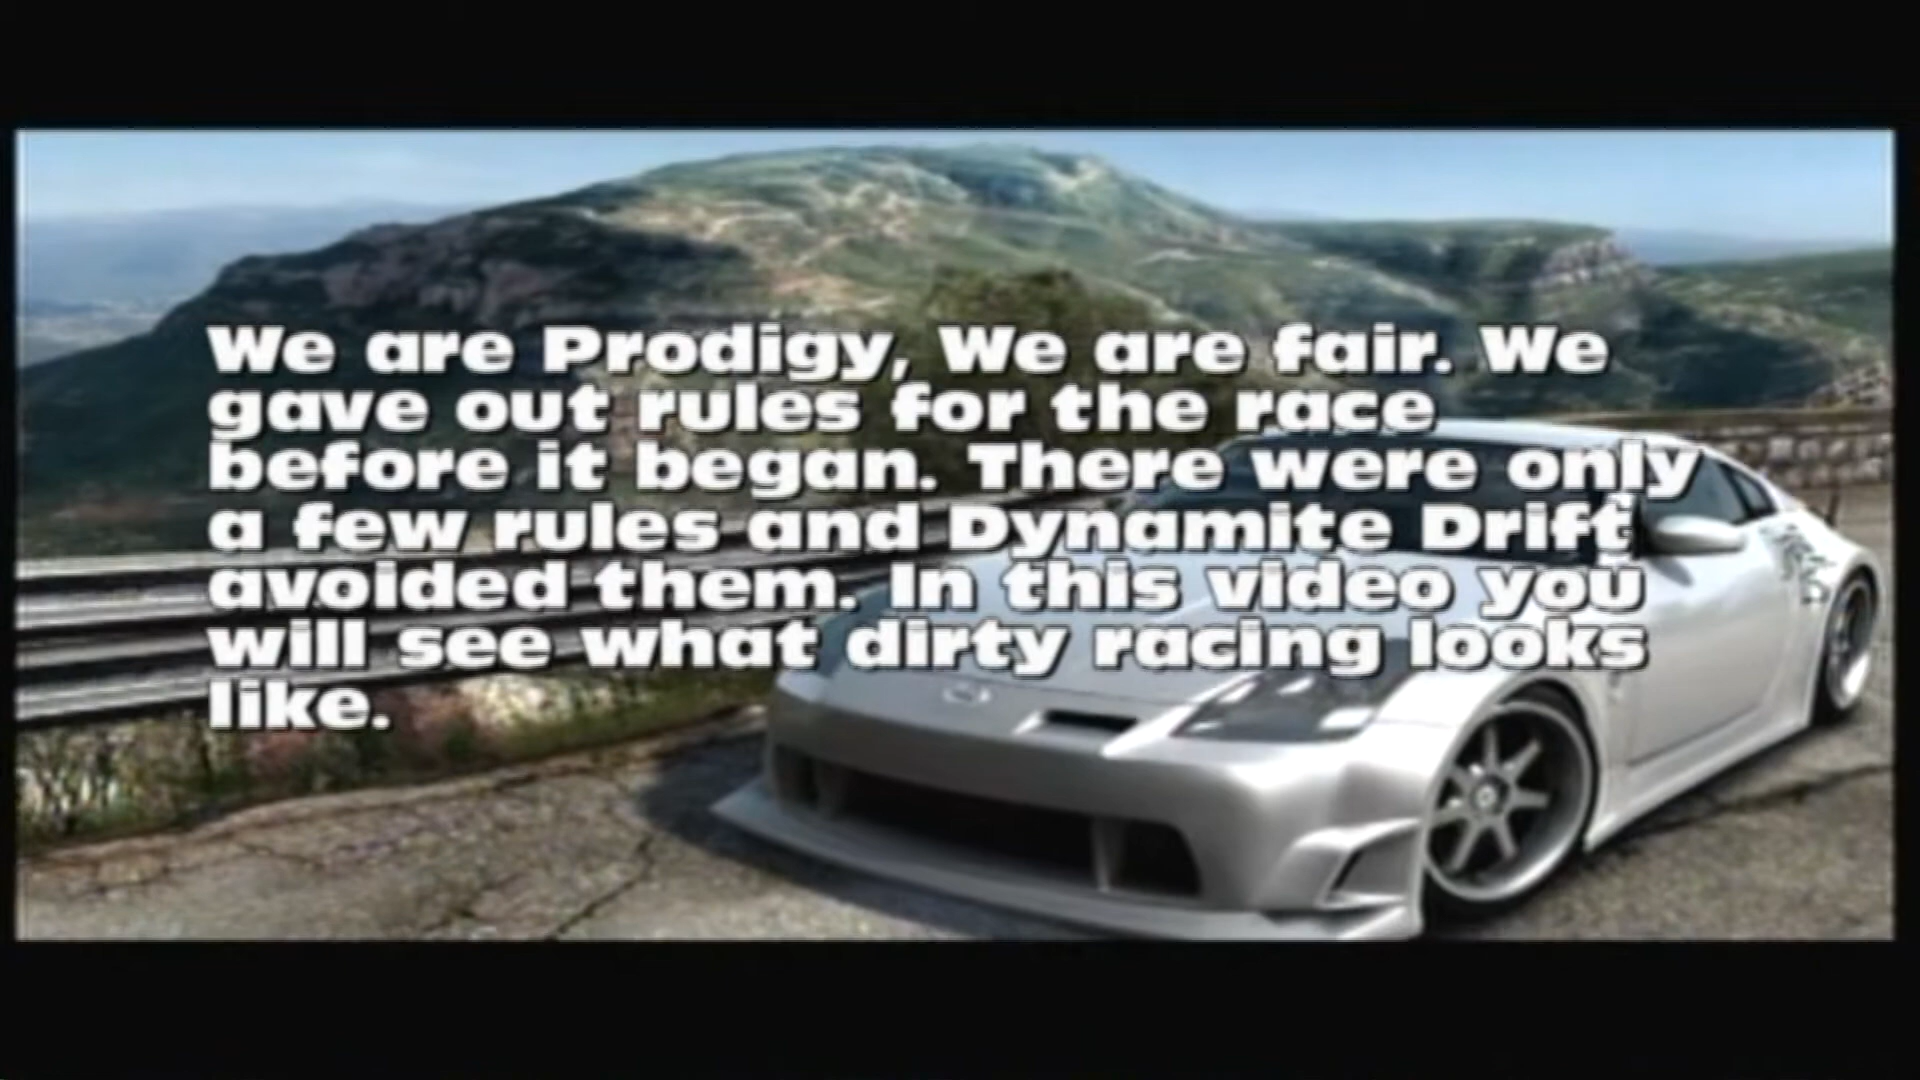 We are Prodigy, We are fair. We
gave out rules for the race
before it began. There were only
a few rules and Dynamite Drift
avoided them. In this video you
will see what dirty racing looks
like.